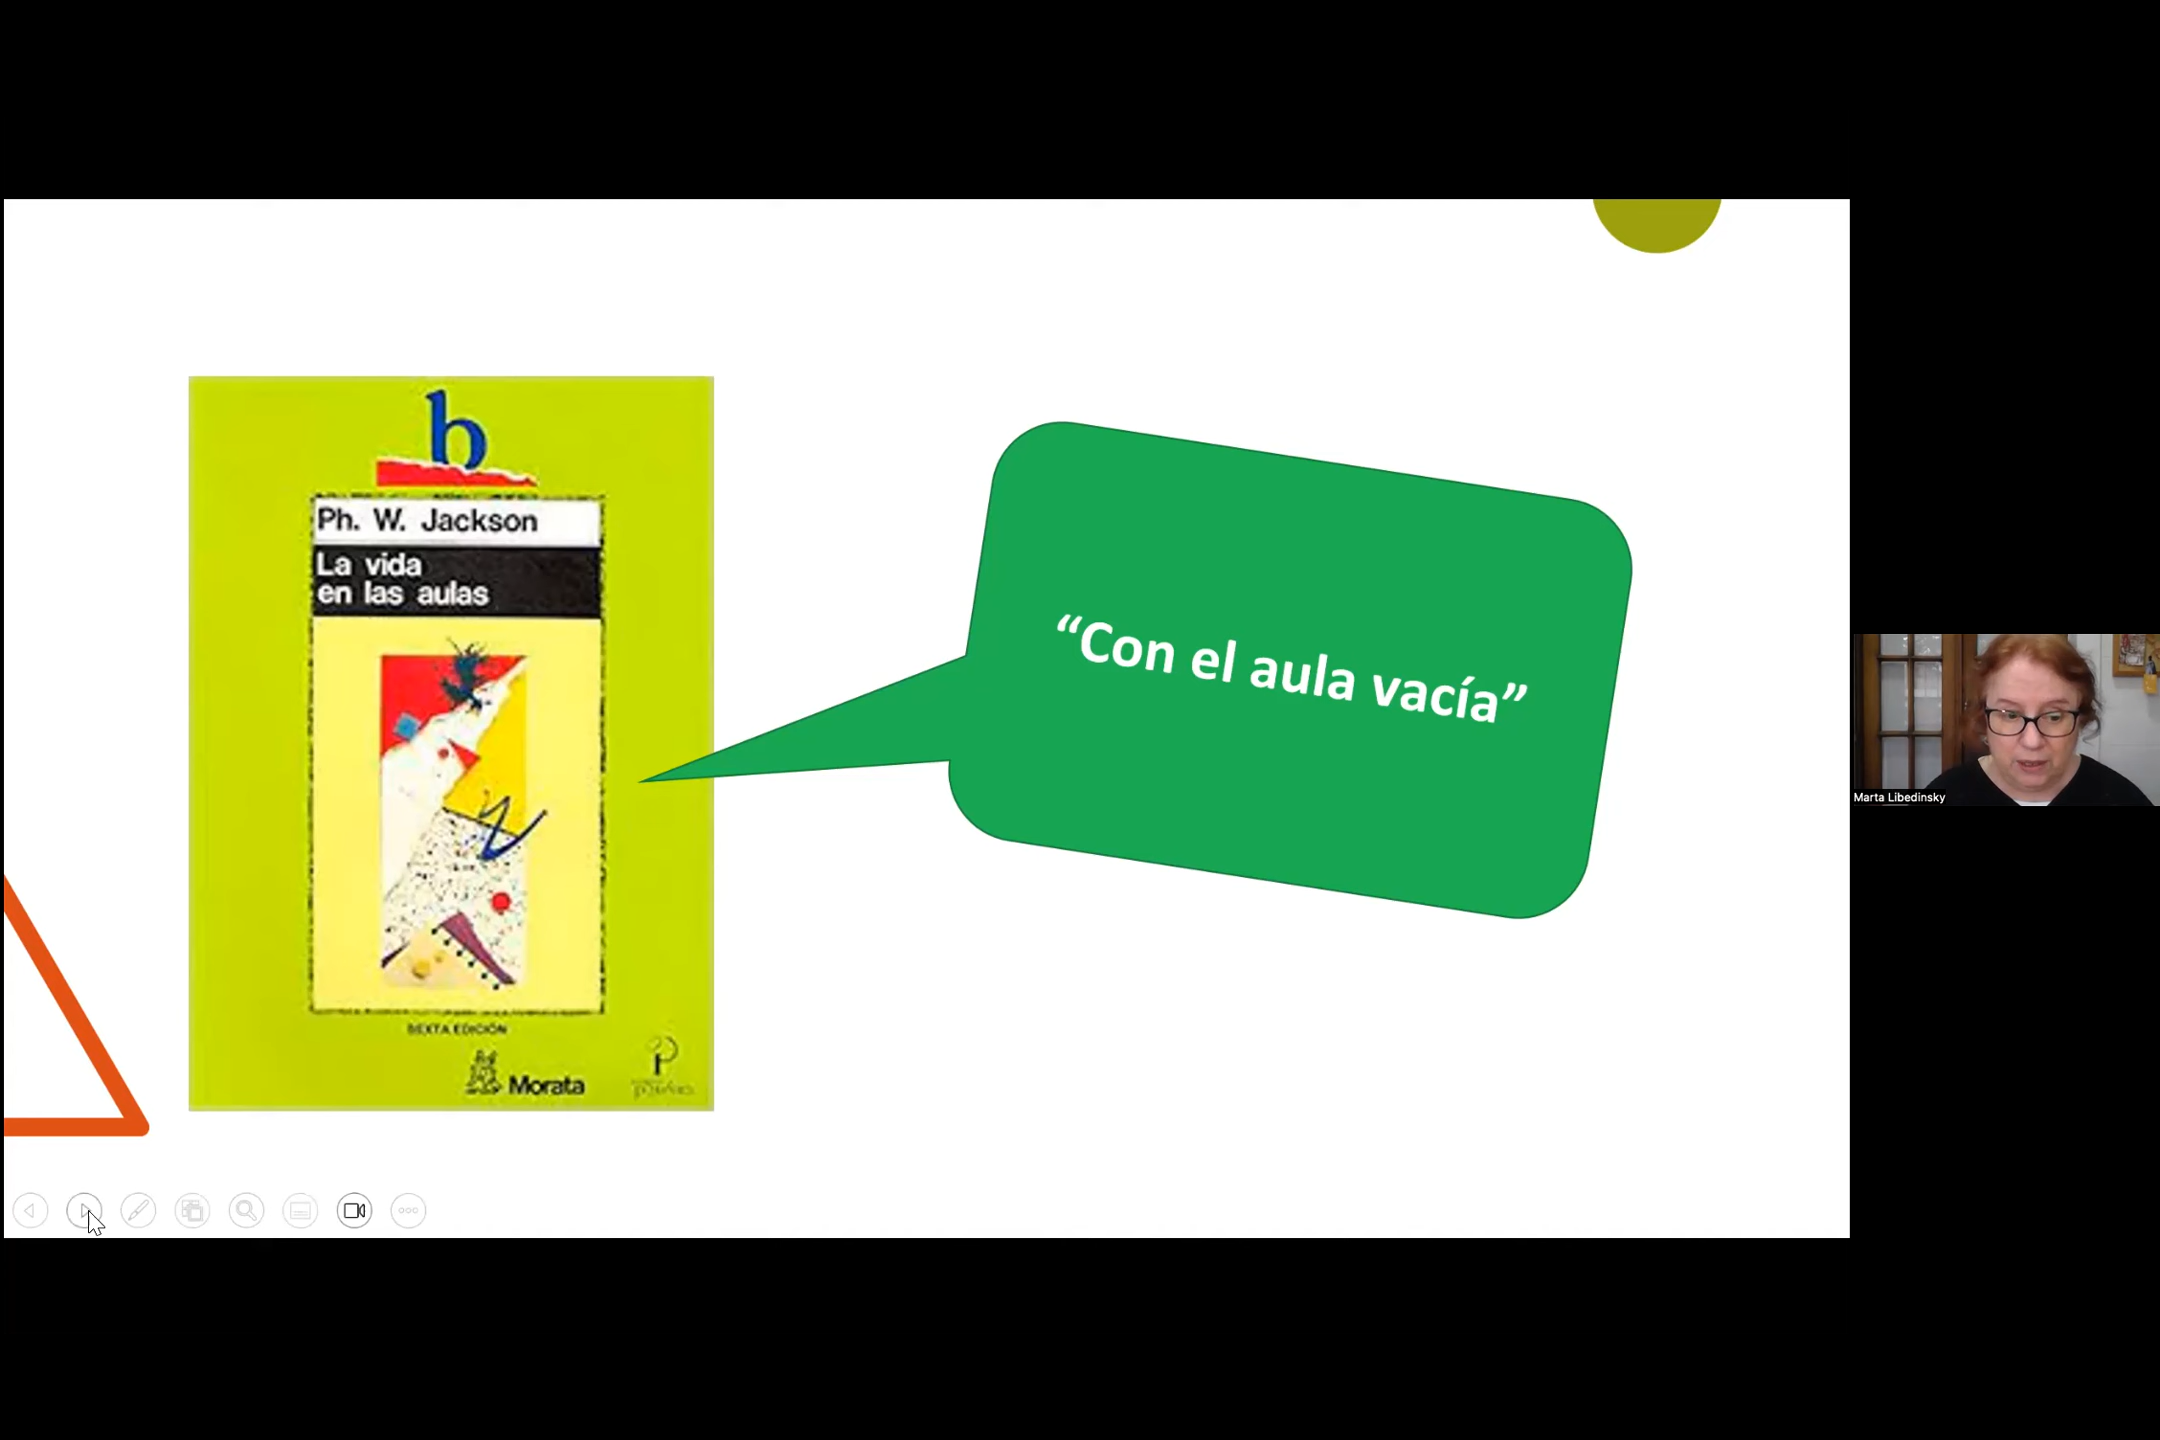 b
Ph. W. Jackson
La vida
en las aulas
SEXTA EDICIÓN
Morata
“Con el aula vacía”
Marta Libedinsky